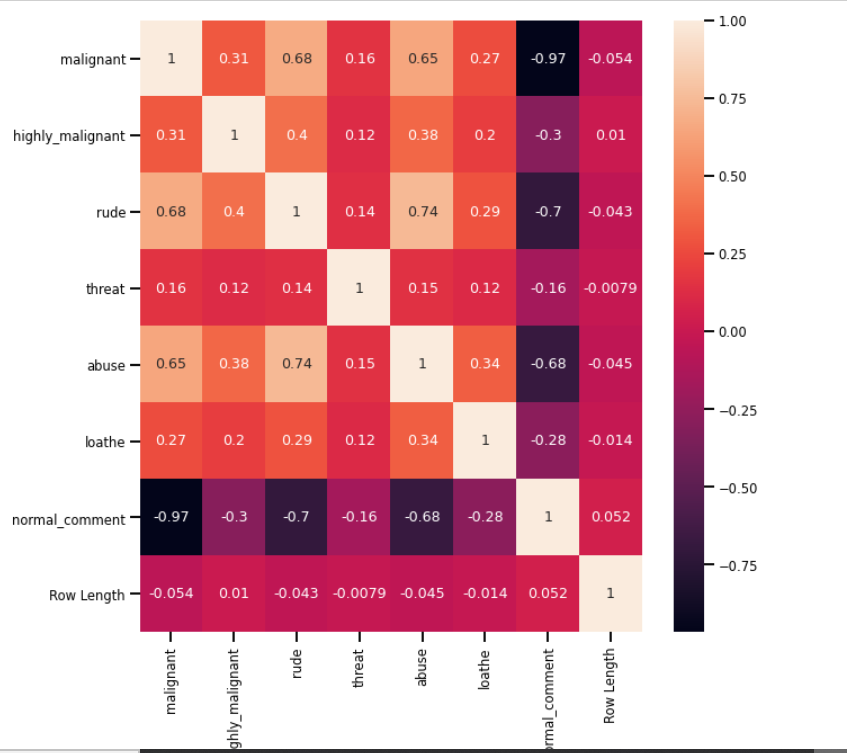 malignant 1 0.31 0.68 0.16 0.65 0.27 -0.97 -0.054
highly_malignant 0.31 1 0.4 0.12 0.38 0.2 -0.3 0.01
rude 0.68 0.4 1 0.14 0.74 0.29 -0.7 -0.043
threat 0.16 0.12 0.14 1 0.15 0.12 -0.16 -0.0079
abuse 0.65 0.38 0.74 0.15 1 0.34 -0.68 -0.045
loathe 0.27 0.2 0.29 0.12 0.34 1 -0.28 -0.014
normal_comment -0.97 -0.3 -0.7 -0.16 -0.68 -0.28 1 0.052
Row Length -0.054 0.01 -0.043 -0.0079 -0.045 -0.014 0.052 1
malignant
ghly_malignant
rude
threat
abuse
loathe
ormal_comment
Row Length
1.00
0.75
0.50
0.25
0.00
−0.25
−0.50
−0.75